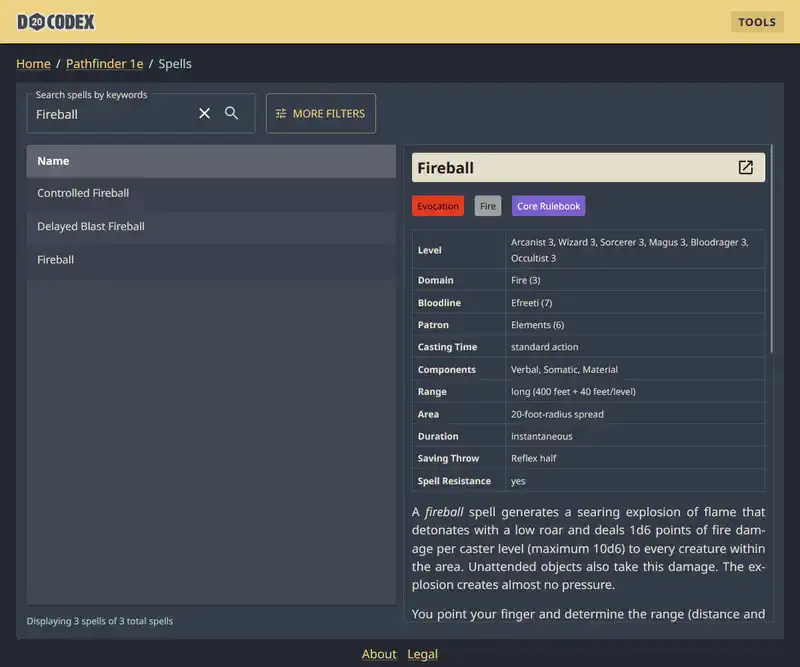 D20CODEX
TOOLS
Home / Pathfinder 1e / Spells
Search spells by keywords
Fireball
MORE FILTERS
Name
Controlled Fireball
Delayed Blast Fireball
Fireball
Displaying 3 spells of 3 total spells
Fireball
Evocation Fire Core Rulebook
Level Arcanist 3, Wizard 3, Sorcerer 3, Magus 3, Bloodrager 3,
Occultist 3
Domain Fire (3)
Bloodline Efreeti (7)
Patron Elements (6)
Casting Time standard action
Components Verbal, Somatic, Material
Range long (400 feet + 40 feet/level)
Area 20-foot-radius spread
Duration instantaneous
Saving Throw Reflex half
Spell Resistance yes
A fireball spell generates a searing explosion of flame that
detonates with a low roar and deals 1d6 points of fire dam-
age per caster level (maximum 10d6) to every creature within
the area. Unattended objects also take this damage. The ex-
plosion creates almost no pressure.
You point your finger and determine the range (distance and
About Legal